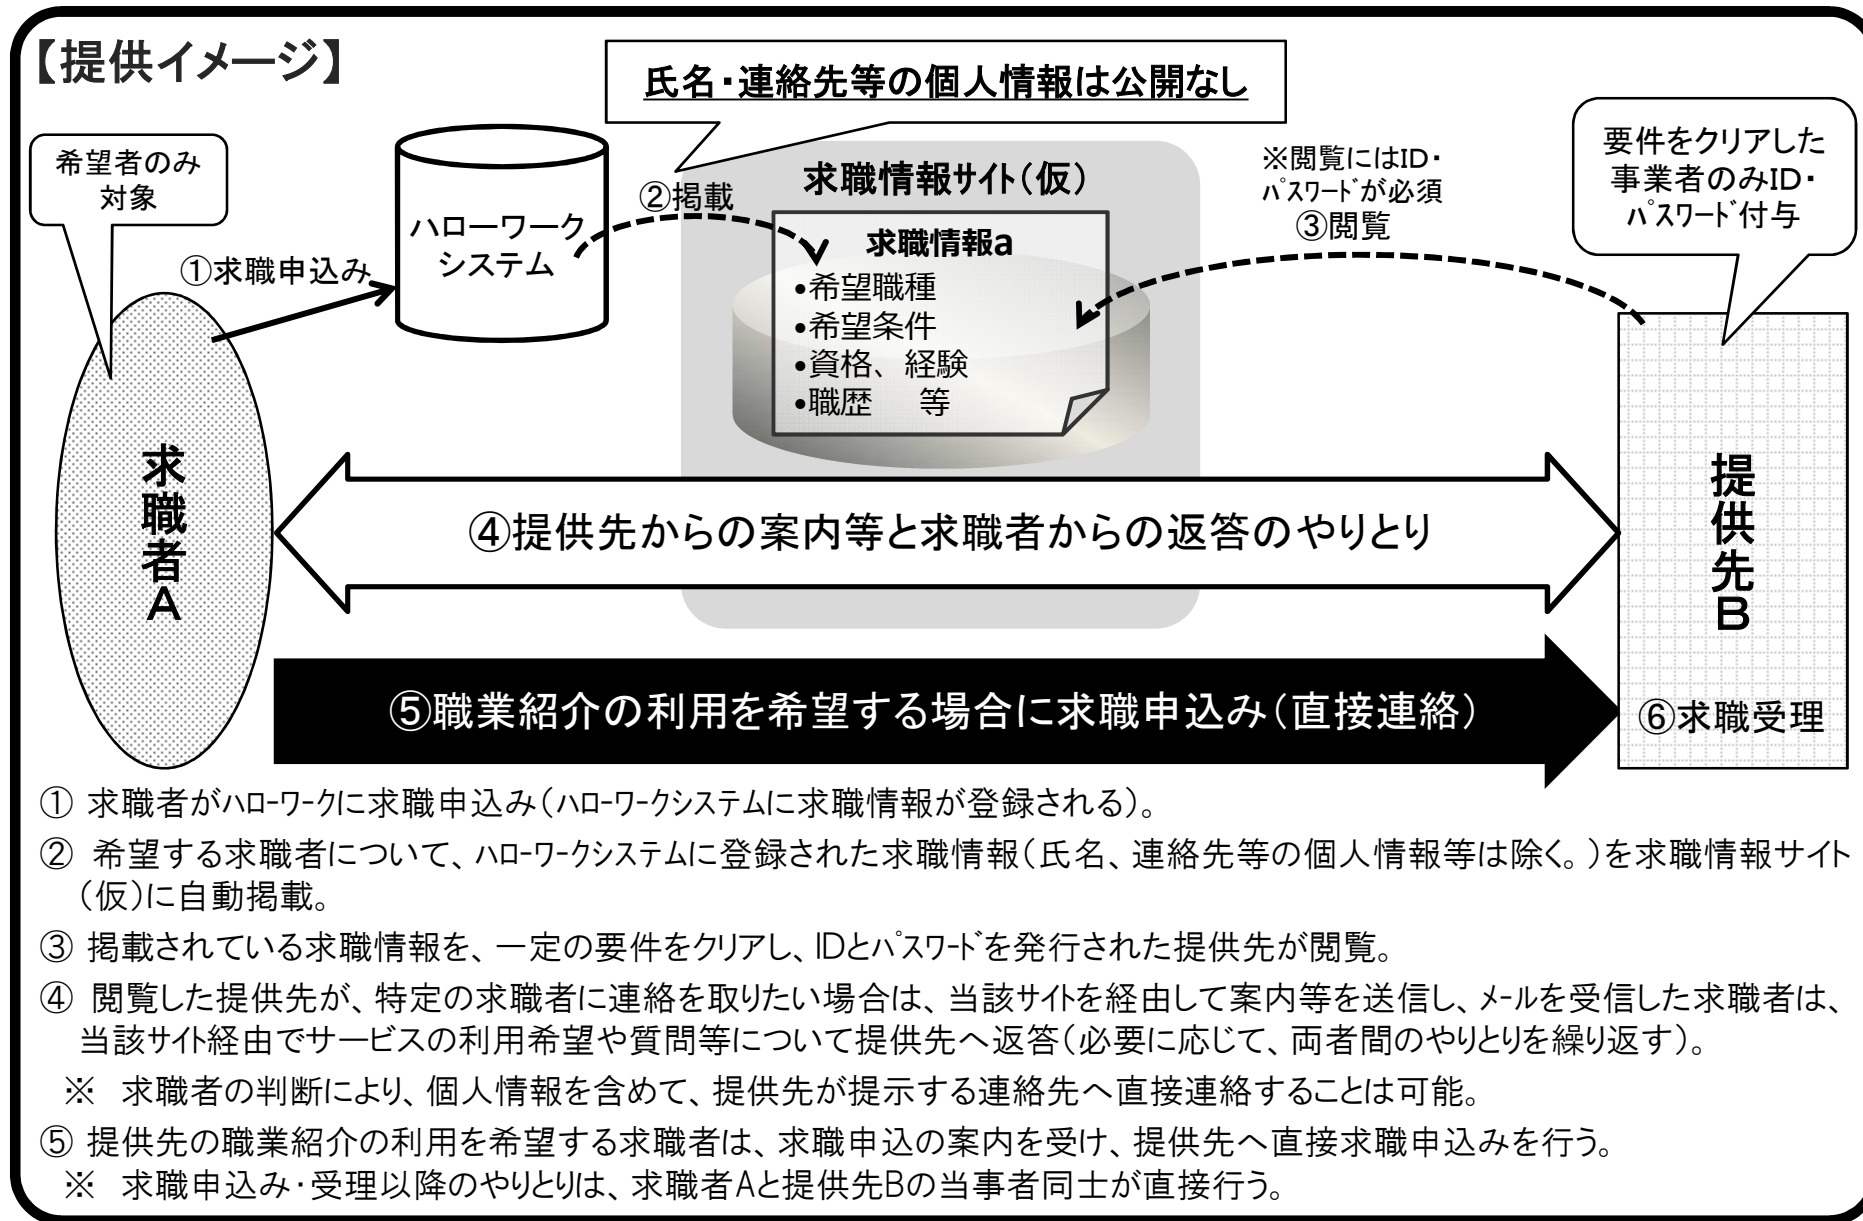 【提供イメージ】
氏名・連絡先等の個人情報は公開なし
希望者のみ
対象
ハローワーク
システム
①求職申込み
②掲載
求職情報サイト（仮）
求職情報a
•希望職種
•希望条件
•資格、経験
•職歴　等
※閲覧にはID・
ﾊﾟｽﾜｰﾄﾞが必須
③閲覧
要件をクリアした
事業者のみID・
ﾊﾟｽﾜｰﾄﾞ付与
求職者A
提供先B
④提供先からの案内等と求職者からの返答のやりとり
⑤職業紹介の利用を希望する場合に求職申込み（直接連絡）
⑥求職受理
① 求職者がﾊﾛｰﾜｰｸに求職申込み（ﾊﾛｰﾜｰｸシステムに求職情報が登録される）。
② 希望する求職者について、ﾊﾛｰﾜｰｸシステムに登録された求職情報（氏名、連絡先等の個人情報等は除く。）を求職情報サイト
（仮）に自動掲載。
③ 掲載されている求職情報を、一定の要件をクリアし、IDとﾊﾟｽﾜｰﾄﾞを発行された提供先が閲覧。
④ 閲覧した提供先が、特定の求職者に連絡を取りたい場合は、当該サイトを経由して案内等を送信し、メールを受信した求職者は、
当該サイト経由でサービスの利用希望や質問等について提供先へ返答（必要に応じて、両者間のやりとりを繰り返す）。
※ 求職者の判断により、個人情報を含めて、提供先が提示する連絡先へ直接連絡することは可能。
⑤ 提供先の職業紹介の利用を希望する求職者は、求職申込の案内を受け、提供先へ直接求職申込みを行う。
※ 求職申込み・受理以降のやりとりは、求職者Aと提供先Bの当事者同士が直接行う。